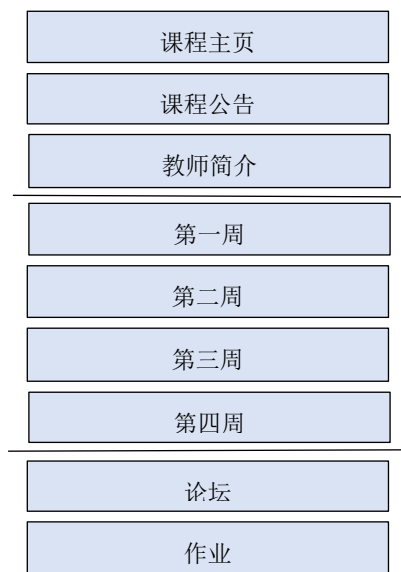 课程主页
课程公告
教师简介
第一周
第二周
第三周
第四周
论坛
作业